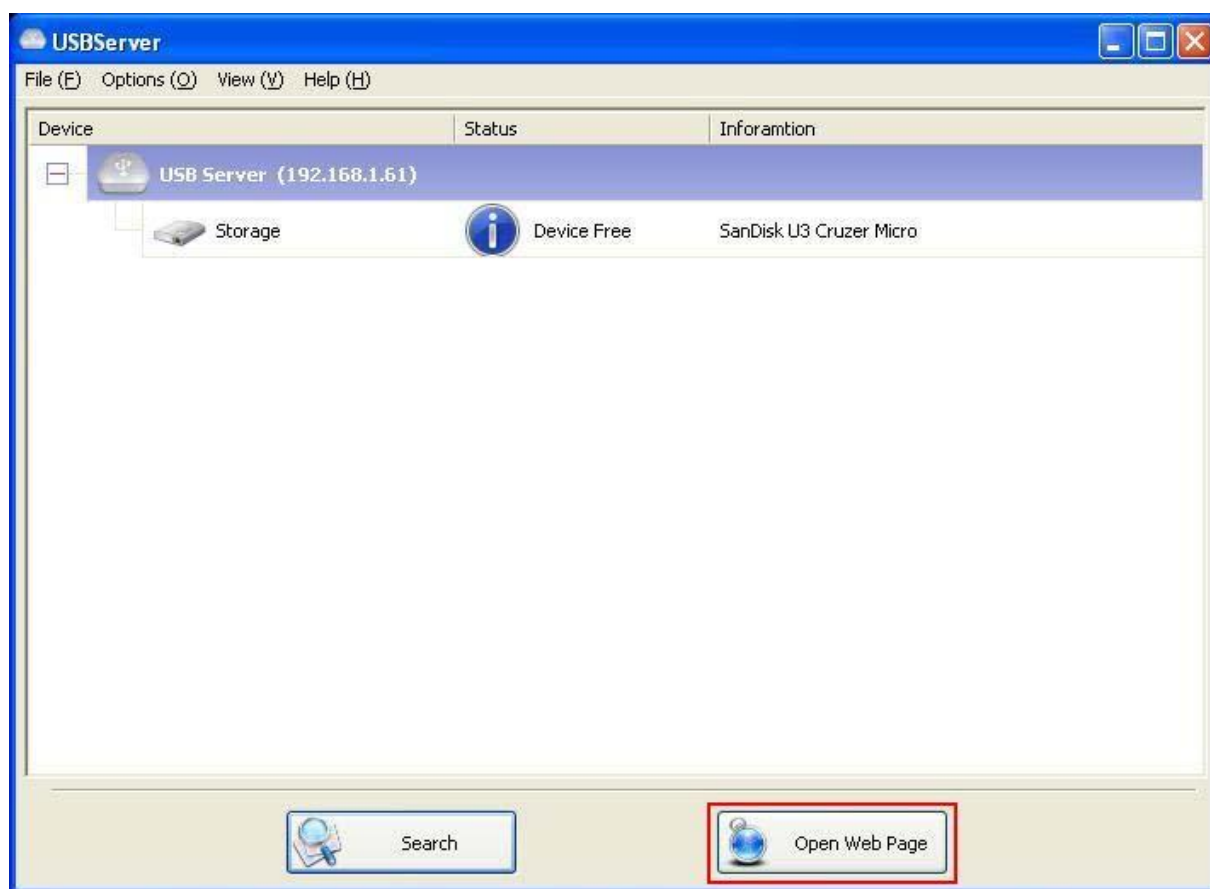 USBServer
File (F) Options (O) View (V) Help (H)
Device Status Inforamtion
USB Server (192.168.1.61)
Storage Device Free SanDisk U3 Cruzer Micro
Search Open Web Page